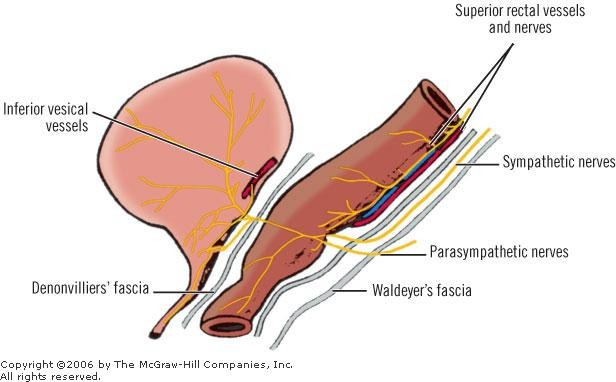 Superior rectal vessels
and nerves
Inferior vesical
vessels
Sympathetic nerves
Parasympathetic nerves
Denonvilliers’ fascia
Waldeyer’s fascia
Copyright ©2006 by The McGraw-Hill Companies, Inc.
All rights reserved.